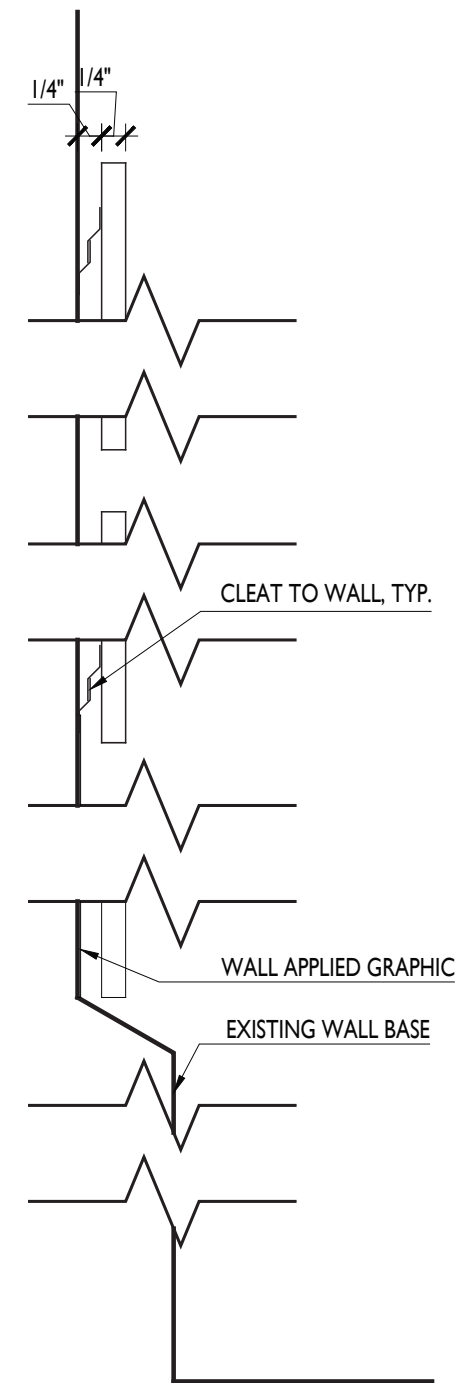 1/4"
1/4"
CLEAT TO WALL, TYP.
WALL APPLIED GRAPHIC
EXISTING WALL BASE